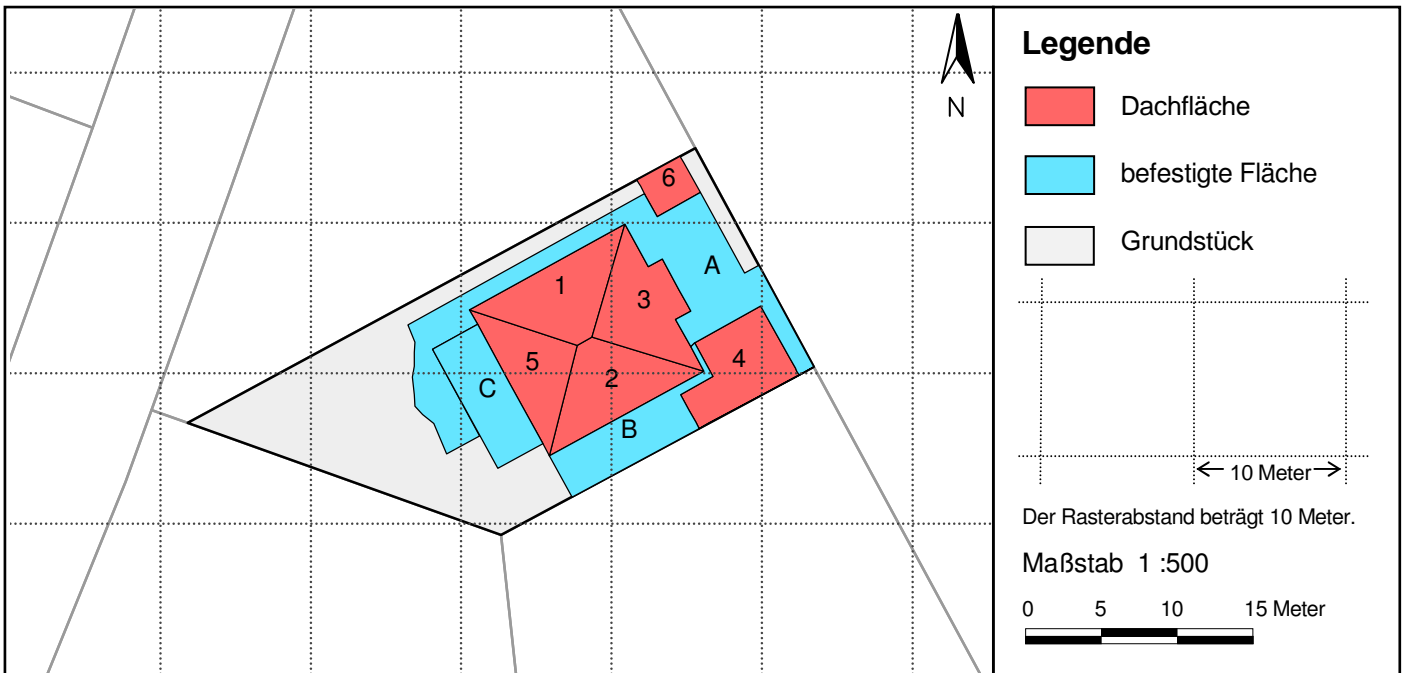 N
6
A
1
3
5
4
2
C
B
Legende
Dachfläche
befestigte Fläche
Grundstück
10 Meter
Der Rasterabstand beträgt 10 Meter.
Maßstab 1 :500
0 5 10 15 Meter